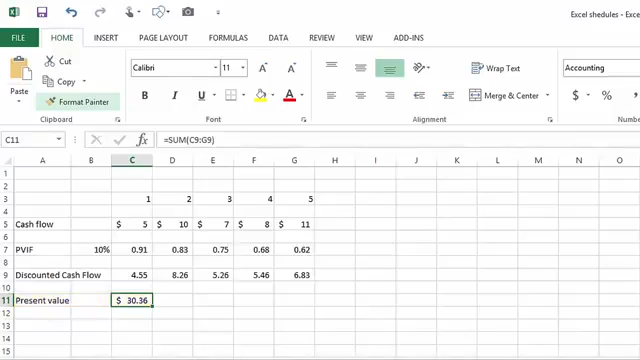 Excel shedules - Exce
FILE HOME INSERT PAGE LAYOUT FORMULAS DATA REVIEW VIEW ADD-INS
Paste
Cut
Copy
Format Painter
Calibri 11 A A
B I U A
Wrap Text
Merge & Center
Accounting
$ %
Clipboard Font Alignment
C11 fx =SUM(C9:G9)
A B C D E F G H I J K L M N O
1
2
3 1 2 3 4 5
4
5 Cash flow $ 5 $ 10 $ 7 $ 8 $ 11
6
7 PVIF 10% 0.91 0.83 0.75 0.68 0.62
8
9 Discounted Cash Flow 4.55 8.26 5.26 5.46 6.83
10
11 Present value $ 30.36
12
13
14
15